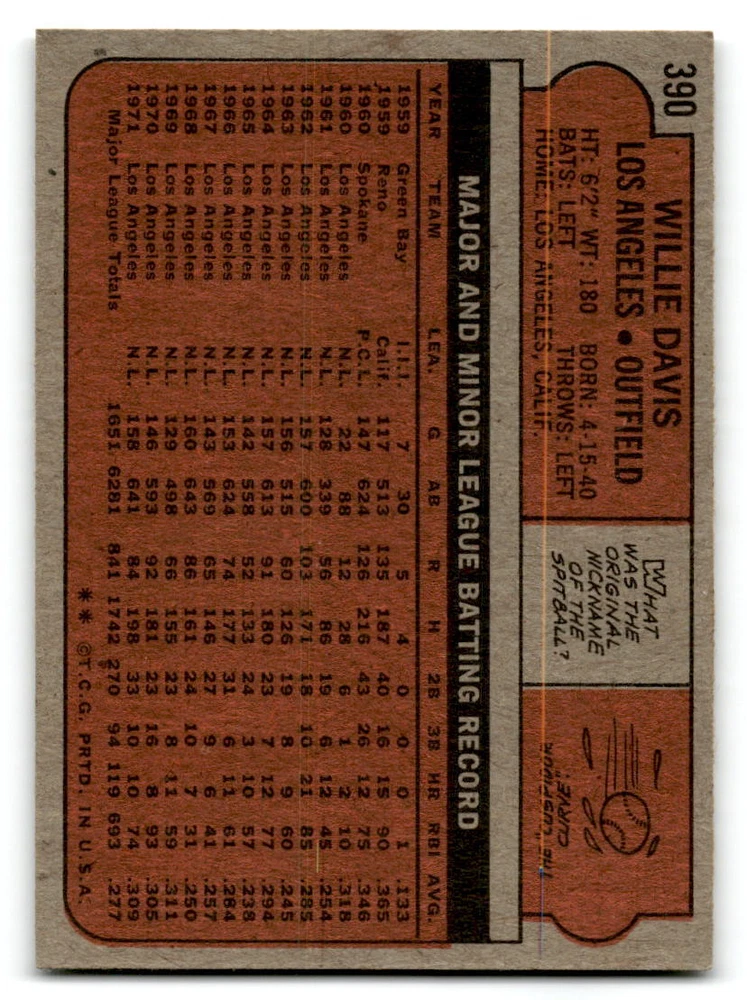 390
WILLIE DAVIS
LOS ANGELES • OUTFIELD
HT: 6'2" WT: 180 BORN: 4-15-40
BATS: LEFT THROWS: LEFT
HOME: LOS ANGELES, CALIF.
WHAT
WAS THE
ORIGINAL
NICKNAME
OF THE
SPITBALL?
"THE CUSPIDOR
CURVE."
MAJOR AND MINOR LEAGUE BATTING RECORD
YEAR TEAM LEA. G AB R H 2B 3B HR RBI AVG.
1959 Green Bay I.I.I. 7 30 5 4 0 0 0 1 .133
1959 Reno Calif. 117 513 135 187 40 16 15 90 .365
1960 Spokane P.C.L. 147 624 126 216 43 26 12 75 .346
1960 Los Angeles N.L. 22 88 12 28 6 1 2 10 .318
1961 Los Angeles N.L. 128 339 56 86 19 6 12 45 .254
1962 Los Angeles N.L. 157 600 103 171 18 10 21 85 .285
1963 Los Angeles N.L. 156 515 60 126 19 8 9 60 .245
1964 Los Angeles N.L. 157 613 91 180 23 7 12 77 .294
1965 Los Angeles N.L. 142 558 52 133 24 3 10 57 .238
1966 Los Angeles N.L. 153 624 74 177 31 6 11 61 .284
1967 Los Angeles N.L. 143 569 65 146 27 9 6 41 .257
1968 Los Angeles N.L. 160 643 86 161 24 10 7 31 .250
1969 Los Angeles N.L. 129 498 66 155 23 8 11 59 .311
1970 Los Angeles N.L. 146 593 92 181 23 16 8 93 .305
1971 Los Angeles N.L. 158 641 84 198 33 10 10 74 .309
Major League Totals 1651 6281 841 1742 270 94 119 693 .277
** ©T.C.G. PRTD. IN U.S.A.